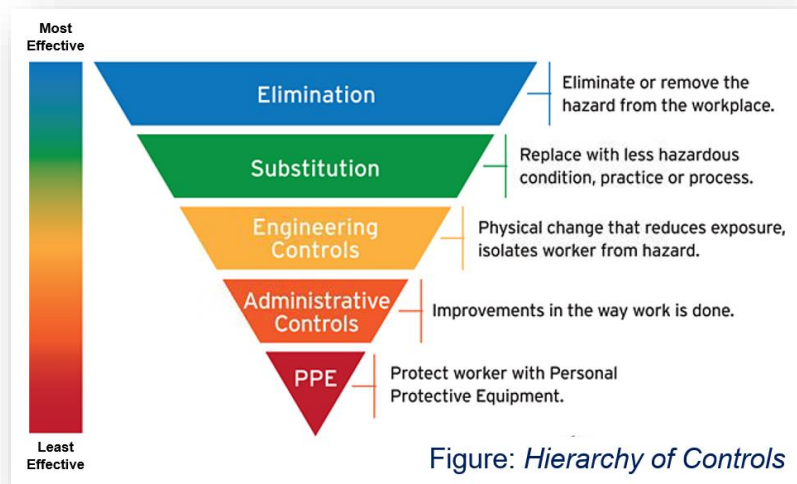 Most
Effective
Elimination
Eliminate or remove the
hazard from the workplace.
Substitution
Replace with less hazardous
condition, practice or process.
Engineering
Controls
Physical change that reduces exposure,
isolates worker from hazard.
Administrative
Controls
Improvements in the way work is done.
PPE
Protect worker with Personal
Protective Equipment.
Least
Effective
Figure: Hierarchy of Controls